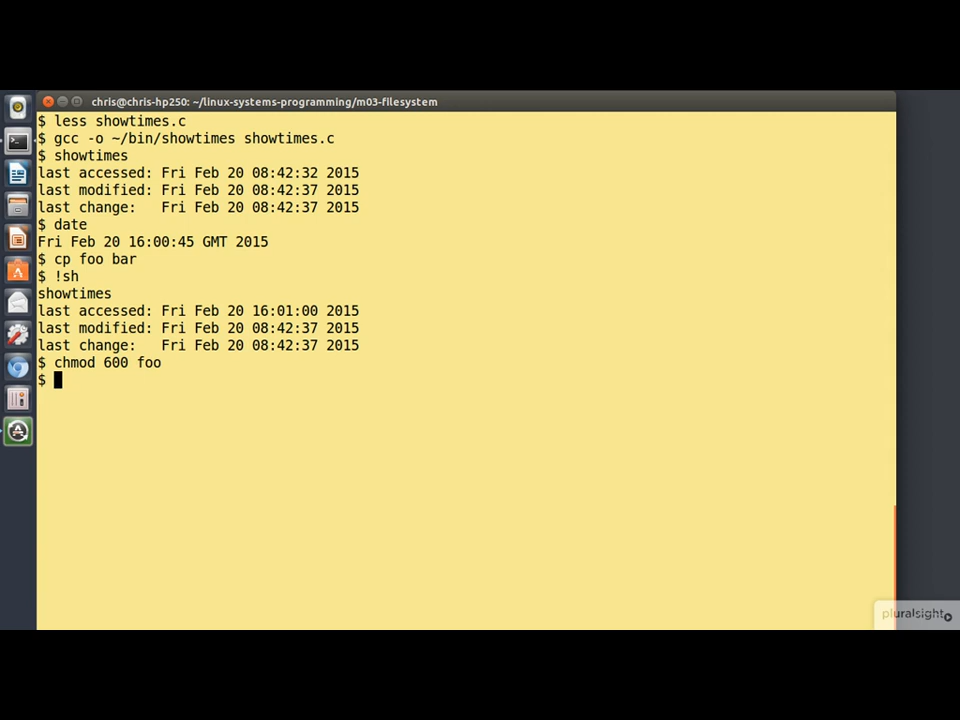 chris@chris-hp250: ~/linux-systems-programming/m03-filesystem
$ less showtimes.c
$ gcc -o ~/bin/showtimes showtimes.c
$ showtimes
last accessed: Fri Feb 20 08:42:32 2015
last modified: Fri Feb 20 08:42:37 2015
last change:   Fri Feb 20 08:42:37 2015
$ date
Fri Feb 20 16:00:45 GMT 2015
$ cp foo bar
$ !sh
showtimes
last accessed: Fri Feb 20 16:01:00 2015
last modified: Fri Feb 20 08:42:37 2015
last change:   Fri Feb 20 08:42:37 2015
$ chmod 600 foo
$
pluralsight